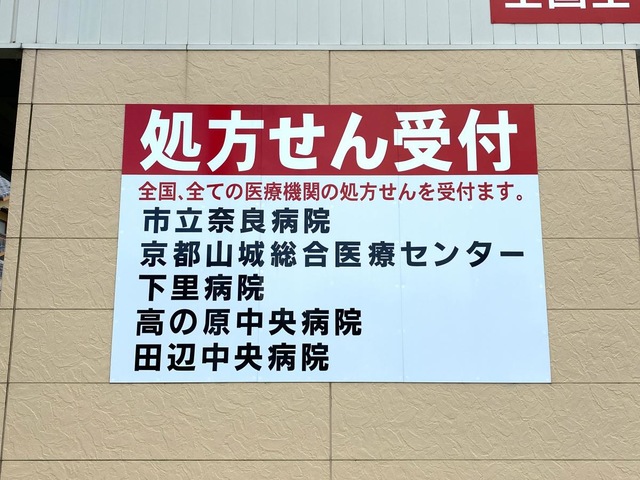 処方せん受付
全国、全ての医療機関の処方せんを受付ます。
市立奈良病院
京都山城総合医療センター
下里病院
高の原中央病院
田辺中央病院